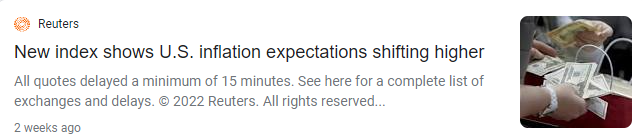 Reuters
New index shows U.S. inflation expectations shifting higher
All quotes delayed a minimum of 15 minutes. See here for a complete list of
exchanges and delays. © 2022 Reuters. All rights reserved...
2 weeks ago